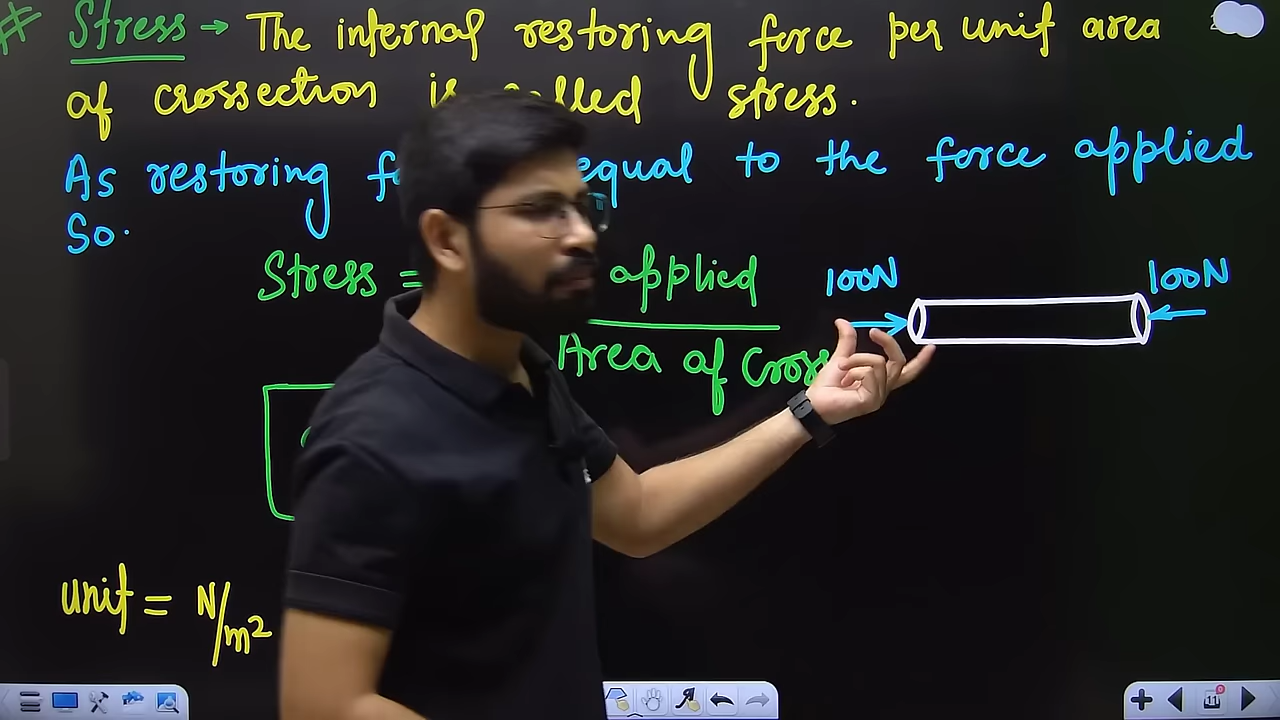 # Stress → The internal restoring force per unit area
of crossection is called stress.
As restoring equal to the force applied
So.
Stress = applied
Area of Cross
100N
100N
unit = N/m²
11